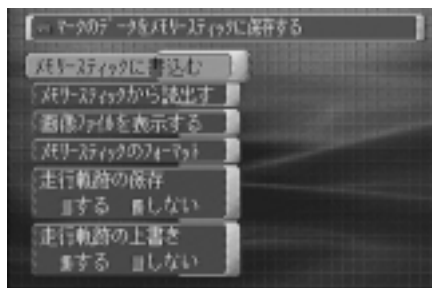 マークのデータをメモリースティックに保存する
メモリースティックに書込む
メモリースティックから読出す
画像ファイルを表示する
メモリースティックのフォーマット
走行軌跡の保存
する しない
走行軌跡の上書き
する しない